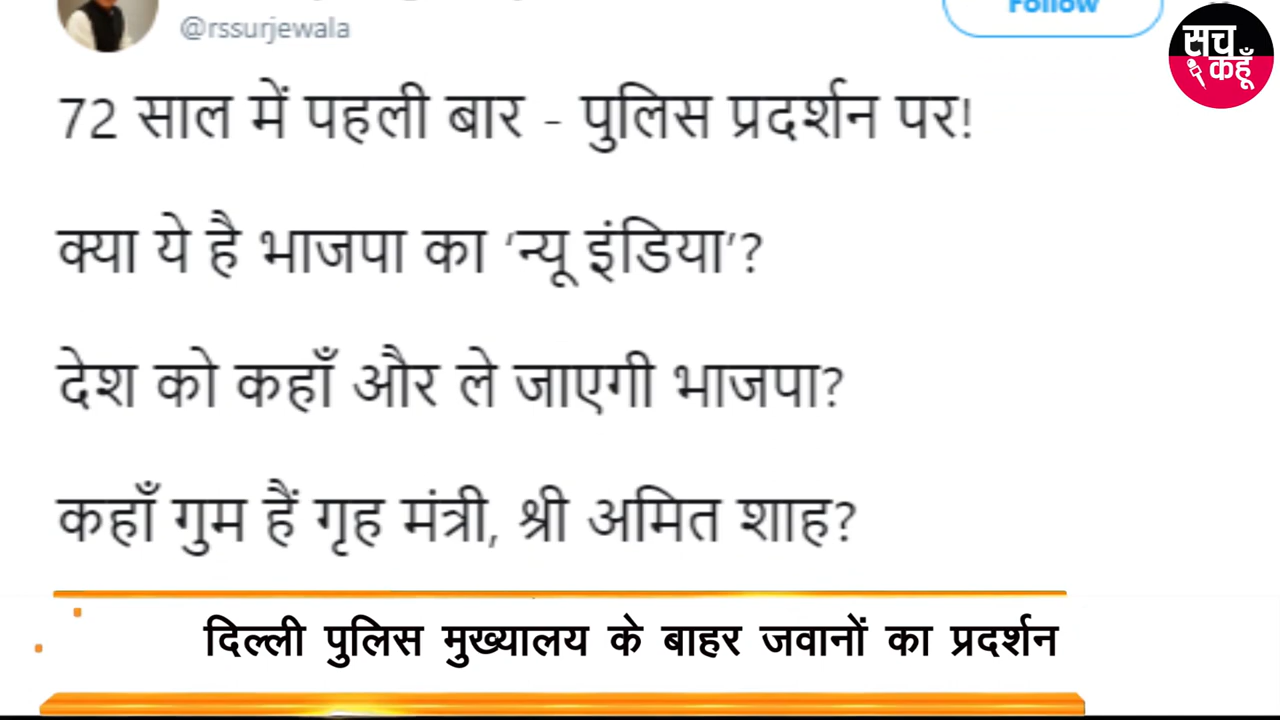 @rssurjewala
Follow
सच
कहूँ
72 साल में पहली बार - पुलिस प्रदर्शन पर!
क्या ये है भाजपा का ‘न्यू इंडिया’?
देश को कहाँ और ले जाएगी भाजपा?
कहाँ गुम हैं गृह मंत्री, श्री अमित शाह?
दिल्ली पुलिस मुख्यालय के बाहर जवानों का प्रदर्शन